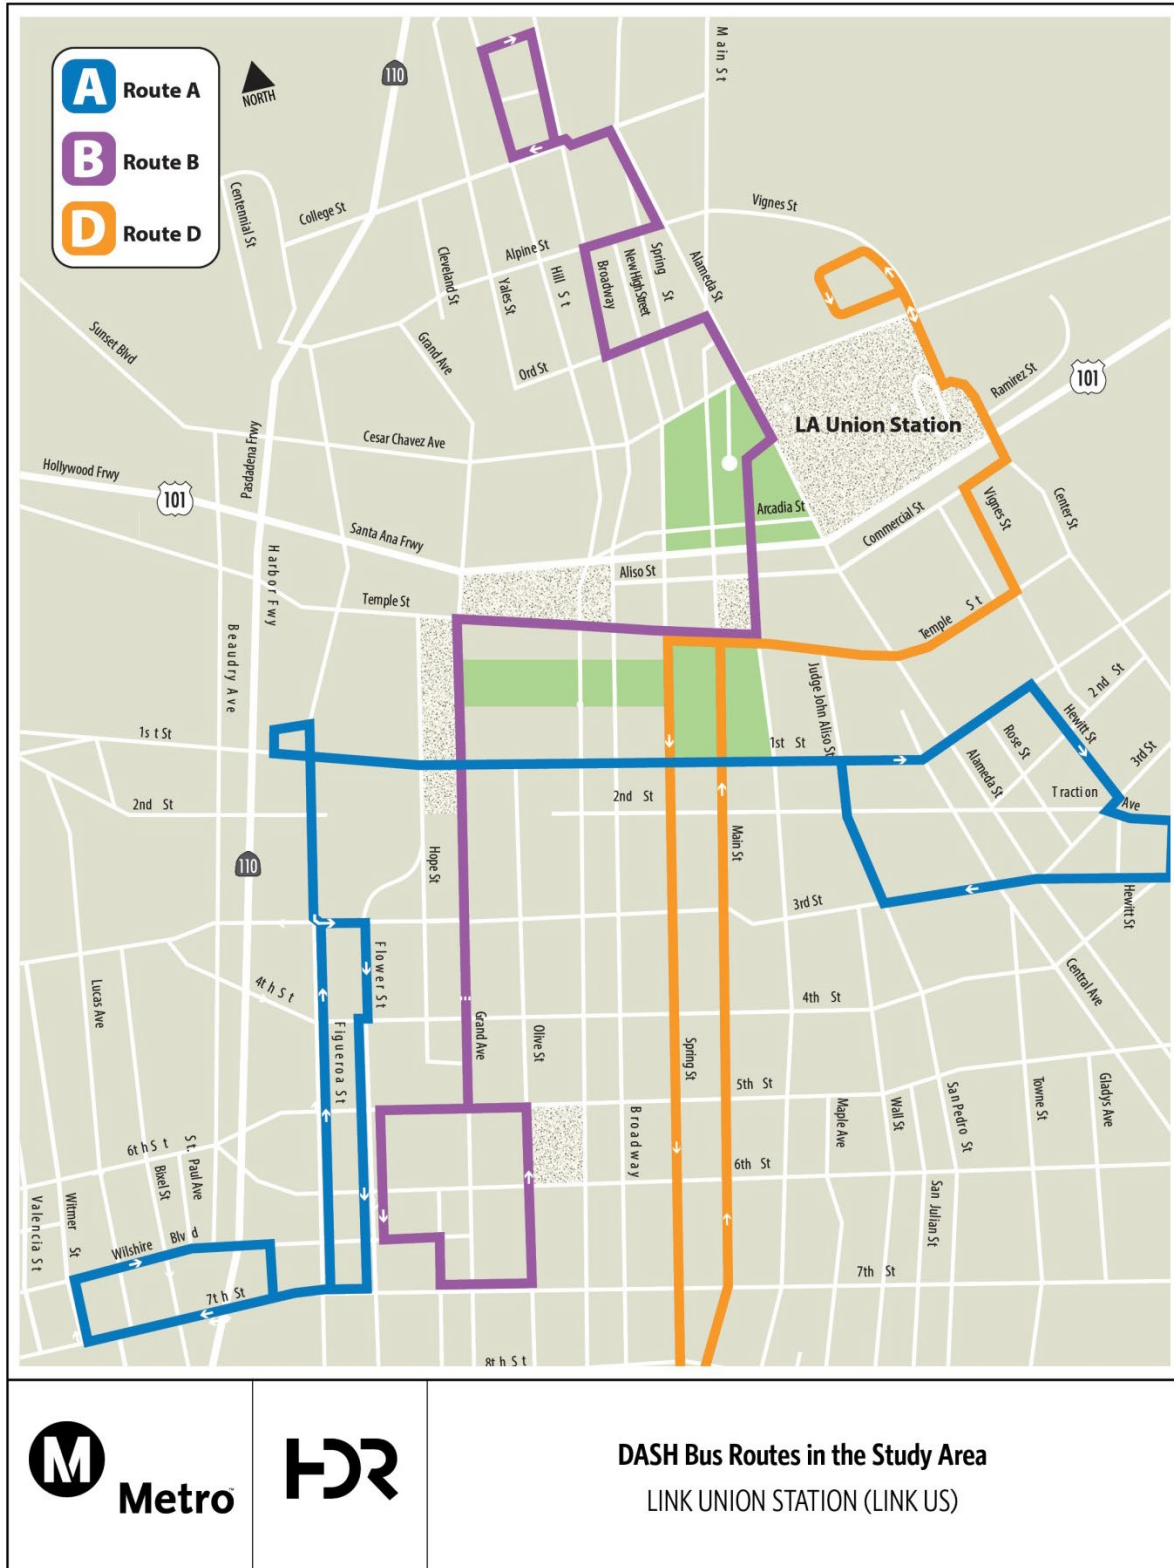 A Route A
B Route B
D Route D
NORTH
110
Main St
Centennial St
College St
Cleveland St
Alpine St
Yales St
Hill St
Broadway
New High Street
Spring St
Alameda St
Vignes St
Sunset Blvd
Grand Ave
Ord St
Ramirez St
101
LA Union Station
Cesar Chavez Ave
Pasdadena Frwy
Hollywood Frwy
101
Santa Ana Frwy
Arcadia St
Commercial St
Vignes St
Center St
Harbor Fwy
Aliso St
Temple St
Temple St
Beaudry Ave
Judge John Aliso St
2nd St
Hewitt St
1st St
1st St
Rose St
Alameda St
3rd St
2nd St
2nd St
Traction Ave
Main St
Hope St
110
3rd St
Hewitt St
Flower St
Lucas Ave
4th St
4th St
Central Ave
Figueroa St
Grand Ave
Olive St
Spring St
5th St
Broadway
Maple Ave
Wall St
San Pedro St
Towne St
Gladys Ave
6th St
St. Paul Ave
Bixel St
6th St
San Julian St
Valencia St
Witmer St
Wilshire Blvd
7th St
7th St
8th St
M Metro
HDR
DASH Bus Routes in the Study Area
LINK UNION STATION (LINK US)